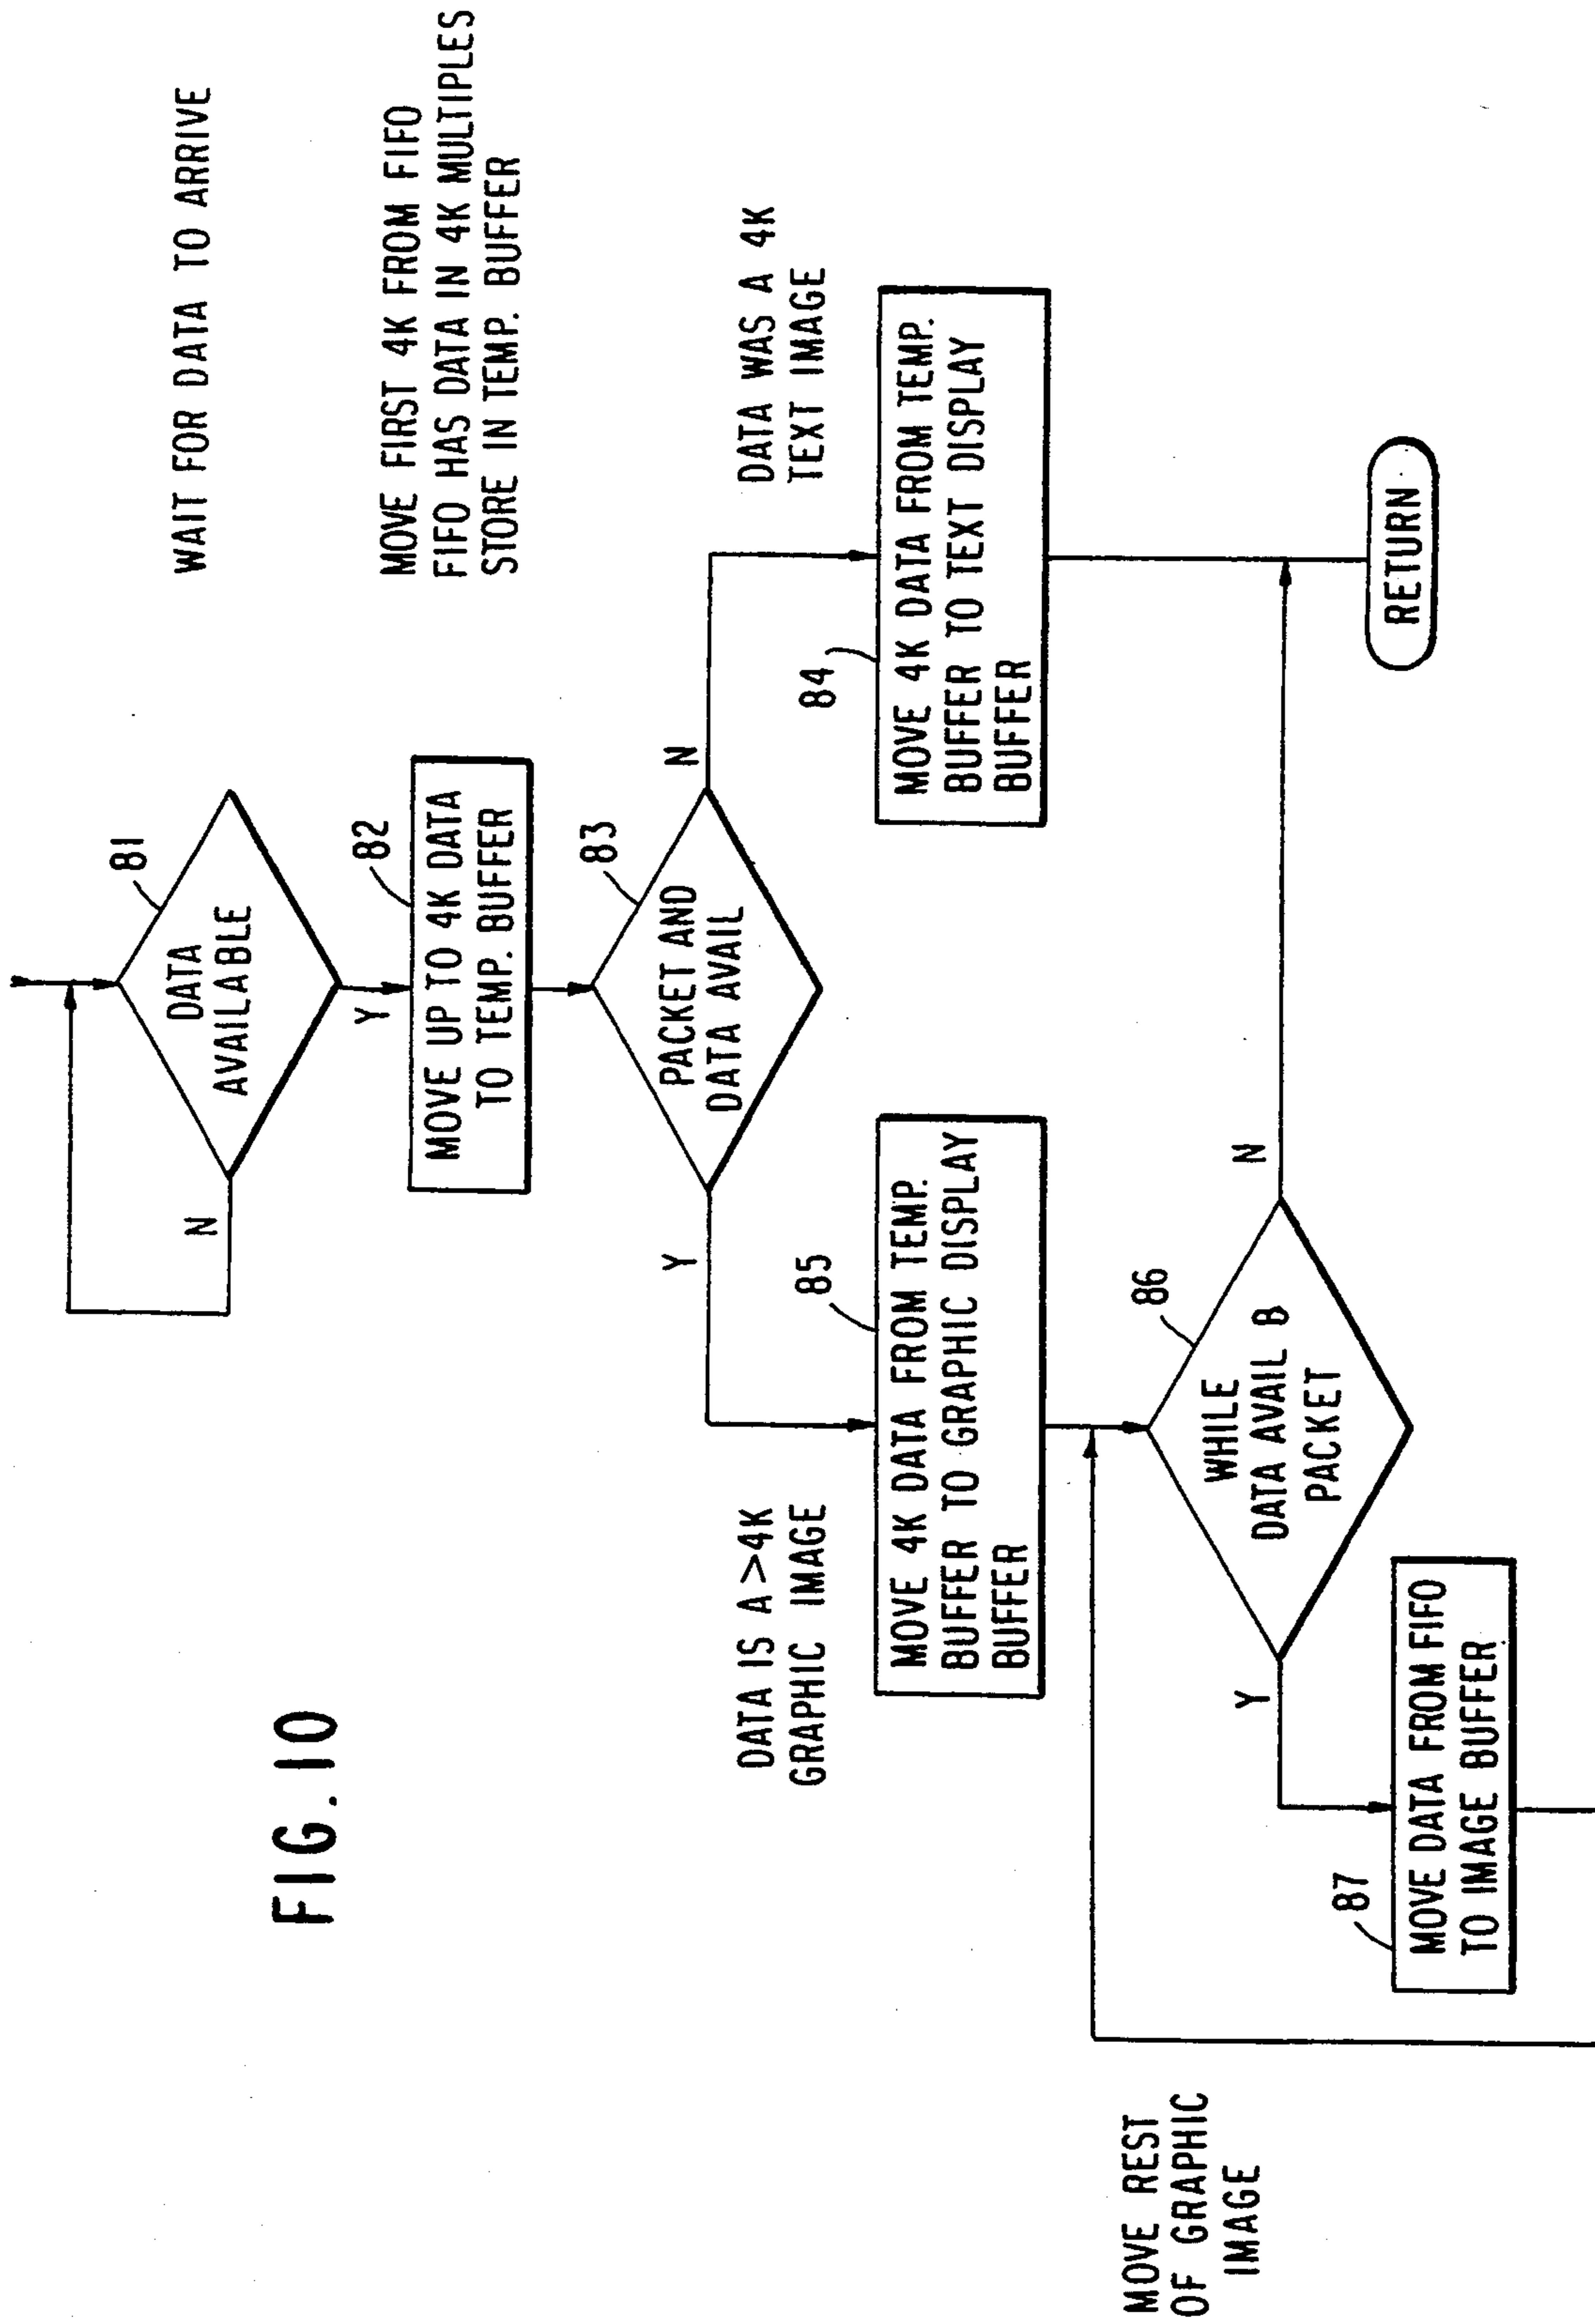 FIG. 10
81
DATA
AVAILABLE
N
Y
WAIT FOR DATA TO ARRIVE
82
MOVE UP TO 4K DATA
TO TEMP. BUFFER
MOVE FIRST 4K FROM FIFO
FIFO HAS DATA IN 4K MULTIPLES
STORE IN TEMP. BUFFER
83
PACKET AND
DATA AVAIL
Y
N
DATA IS A >4K
GRAPHIC IMAGE
85
MOVE 4K DATA FROM TEMP.
BUFFER TO GRAPHIC DISPLAY
BUFFER
DATA WAS A 4K
TEXT IMAGE
84
MOVE 4K DATA FROM TEMP.
BUFFER TO TEXT DISPLAY
BUFFER
MOVE REST
OF GRAPHIC
IMAGE
86
WHILE
DATA AVAIL B
PACKET
Y
N
87
MOVE DATA FROM FIFO
TO IMAGE BUFFER
RETURN